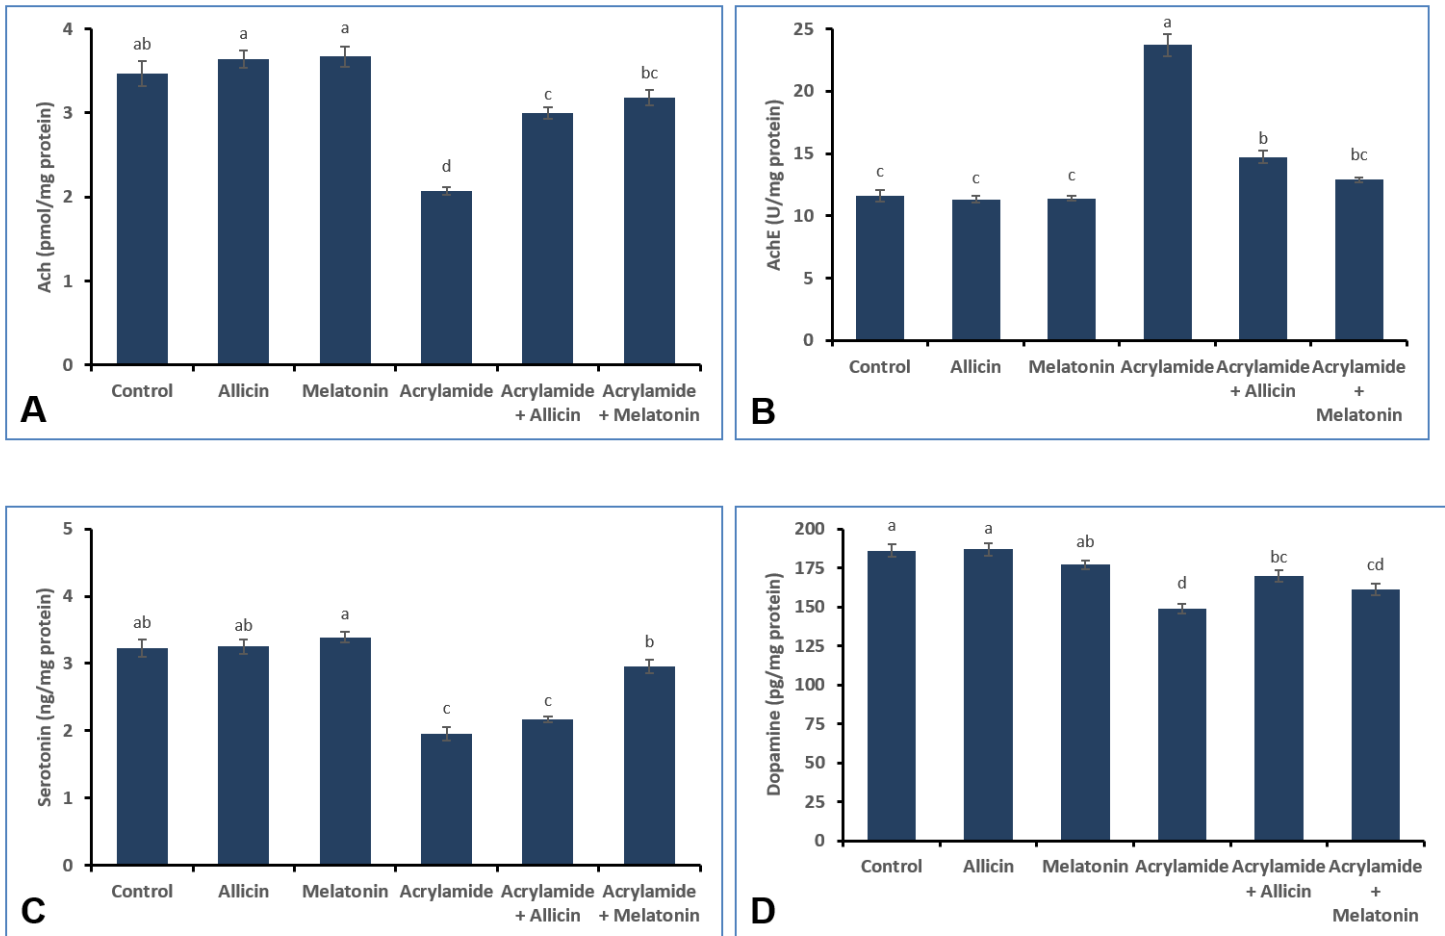 4
3
2
1
0
Ach (pmol/mg protein)
ab
a
a
d
c
bc
Control
Allicin
Melatonin
Acrylamide
Acrylamide
+ Allicin
Acrylamide
+ Melatonin
A
25
20
15
10
5
0
AchE (U/mg protein)
c
c
c
a
b
bc
Control
Allicin
Melatonin
Acrylamide
Acrylamide
+ Allicin
Acrylamide
+
Melatonin
B
5
4
3
2
1
0
Serotonin (ng/mg protein)
ab
ab
a
c
c
b
Control
Allicin
Melatonin
Acrylamide
Acrylamide
+ Allicin
Acrylamide
+ Melatonin
C
200
175
150
125
100
75
50
25
0
Dopamine (pg/mg protein)
a
a
ab
d
bc
cd
Control
Allicin
Melatonin
Acrylamide
Acrylamide
+ Allicin
Acrylamide
+
Melatonin
D